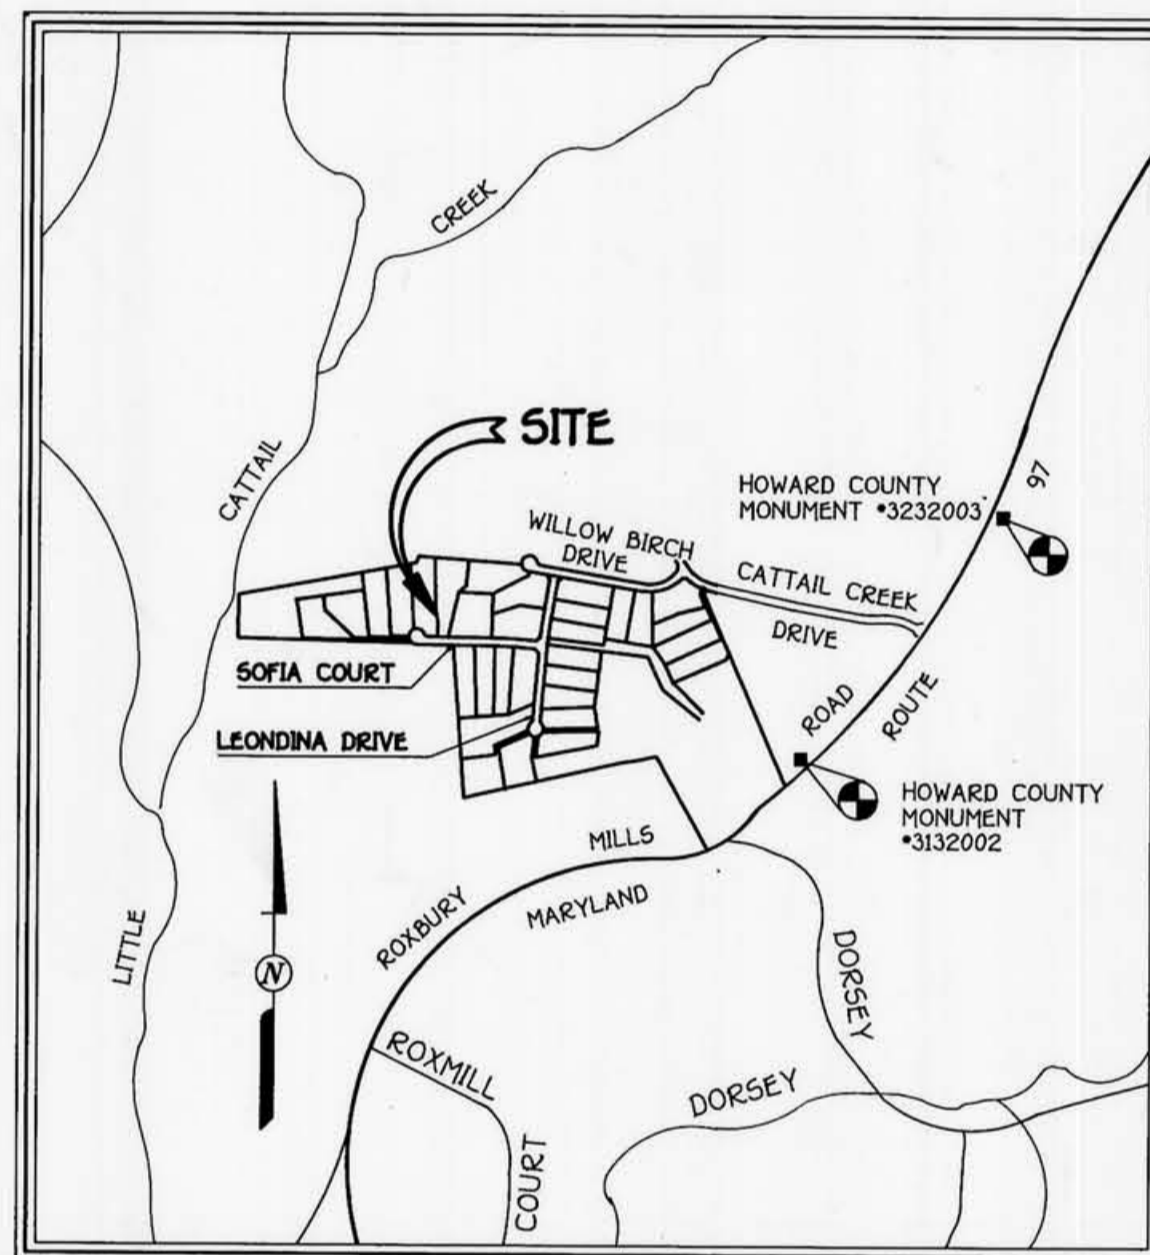 CREEK
CATTAIL
SITE
97
HOWARD COUNTY
MONUMENT •3232003
WILLOW BIRCH
DRIVE
CATTAIL CREEK
DRIVE
SOFIA COURT
LEONDINA DRIVE
ROAD
ROUTE
HOWARD COUNTY
MONUMENT
•3132002
MILLS
MARYLAND
ROXBURY
LITTLE
N
DORSEY
ROXMILL
COURT
DORSEY